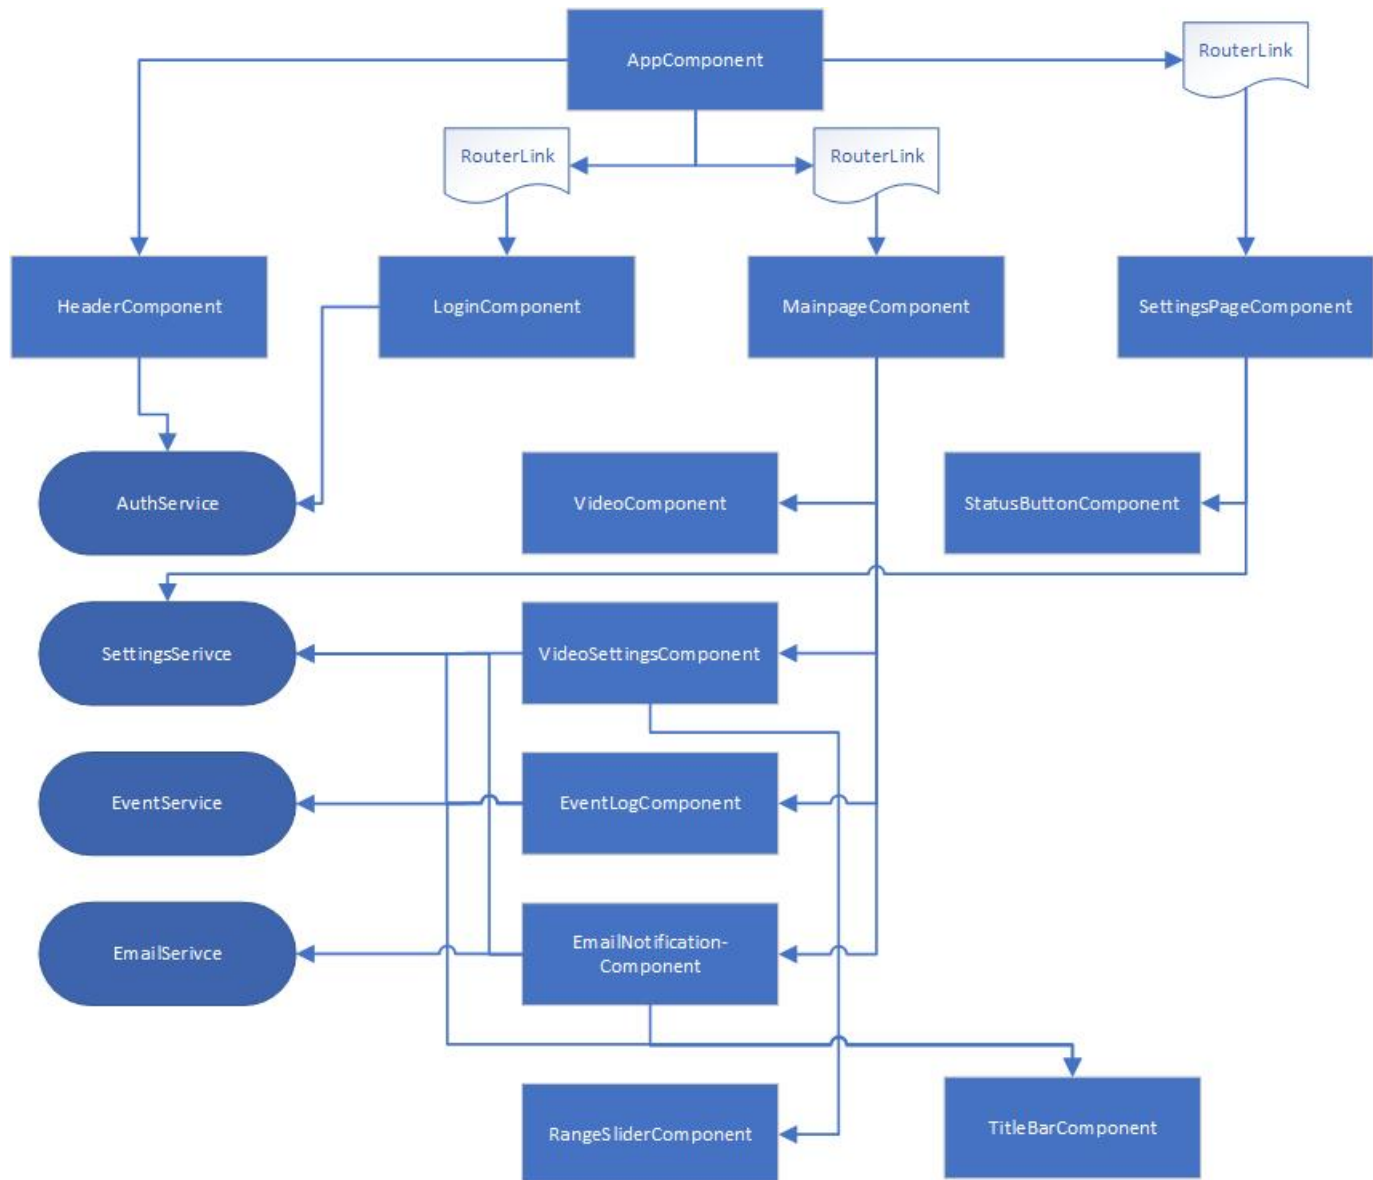 AppComponent
RouterLink
RouterLink
RouterLink
HeaderComponent
LoginComponent
MainpageComponent
SettingsPageComponent
AuthService
VideoComponent
StatusButtonComponent
SettingsSerivce
VideoSettingsComponent
EventService
EventLogComponent
EmailSerivce
EmailNotification-
Component
RangeSliderComponent
TitleBarComponent